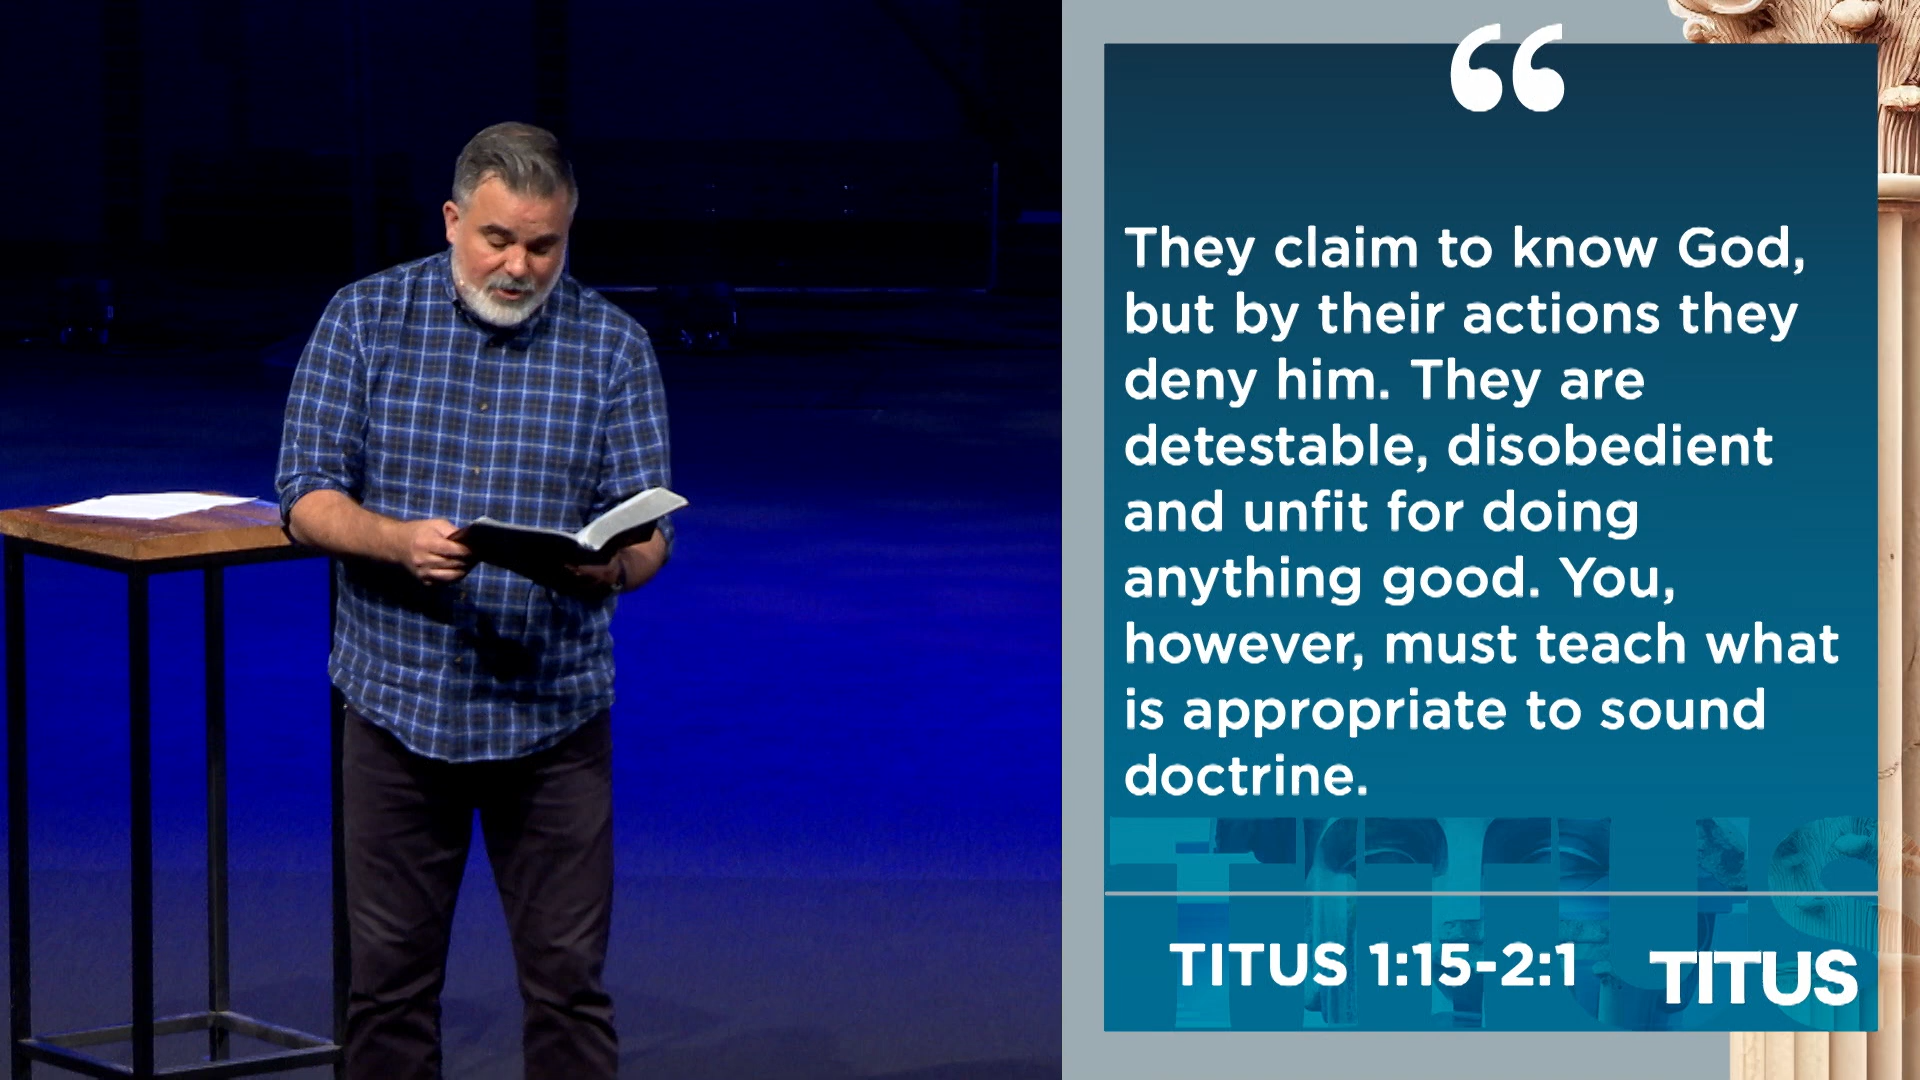 “
They claim to know God,
but by their actions they
deny him. They are
detestable, disobedient
and unfit for doing
anything good. You,
however, must teach what
is appropriate to sound
doctrine.
TITUS
TITUS 1:15-2:1
TITUS